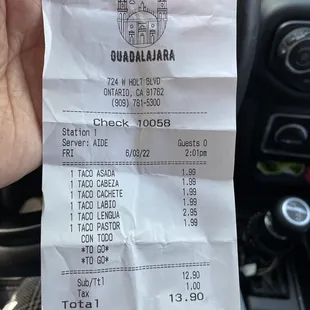 GUADALAJARA
724 W HOLT BLVD
ONTARIO, CA 91762
(909) 781-5300
Check 10058
Station 1
Server: AIDE Guests 0
FRI 6/03/22 2:01pm
1 TACO ASADA 1.99
1 TACO CABEZA 1.99
1 TACO CACHETE 1.99
1 TACO LABIO 1.99
1 TACO LENGUA 2.95
1 TACO PASTOR 1.99
CON TODO
*TO GO*
*TO GO*
Sub/Ttl 12.90
Tax 1.00
Total 13.90